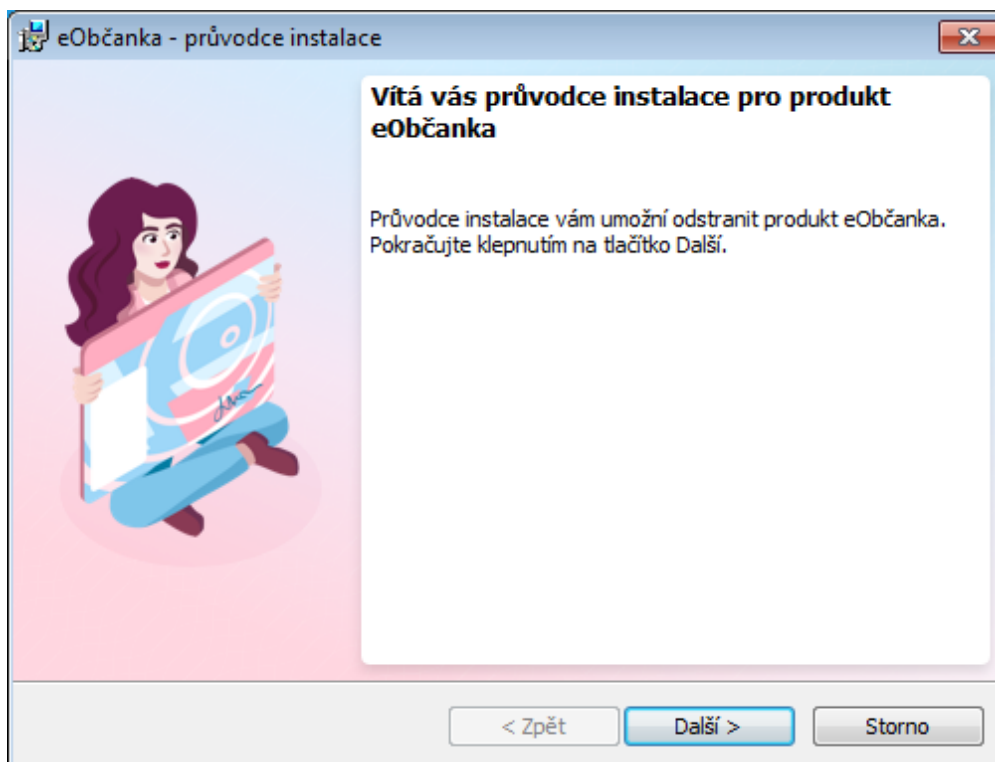 eObčanka - průvodce instalace
Vítá vás průvodce instalace pro produkt
eObčanka
Průvodce instalace vám umožní odstranit produkt eObčanka.
Pokračujte klepnutím na tlačítko Další.
< Zpět
Další >
Storno